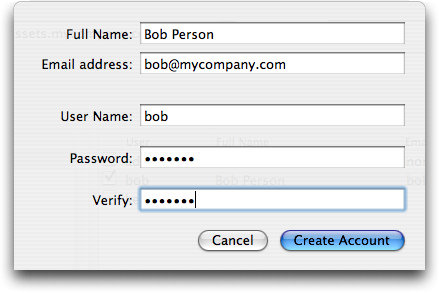 Full Name: Bob Person
Email address: bob@mycompany.com
User Name: bob
Password: •••••••
Verify: •••••••
Cancel Create Account